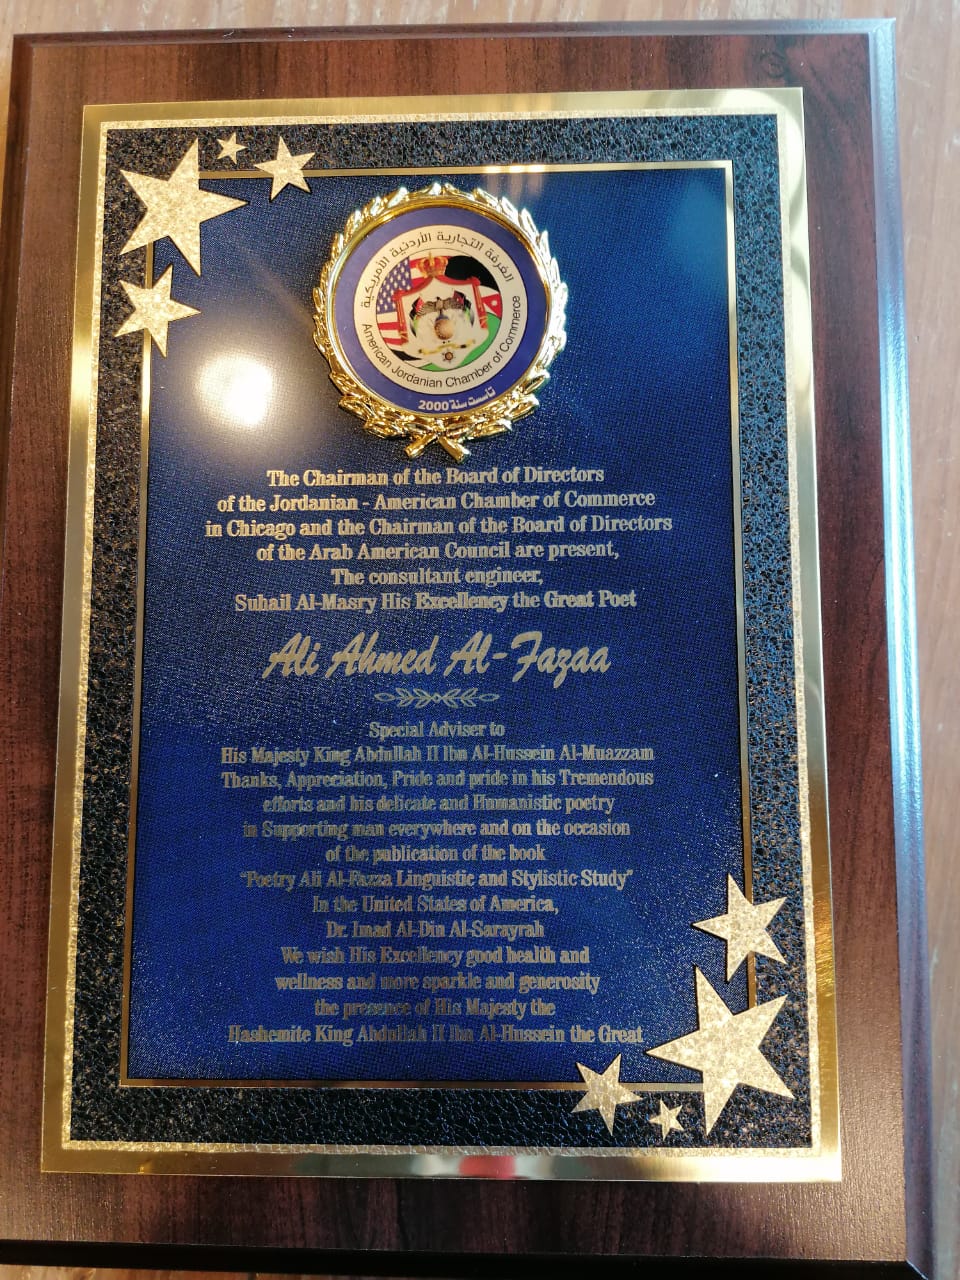 الغرفة التجارية الأردنية الأمريكية
American Jordanian Chamber of Commerce
تأسست سنة 2000
The Chairman of the Board of Directors
of the Jordanian - American Chamber of Commerce
in Chicago and the Chairman of the Board of Directors
of the Arab American Council are present,
The consultant engineer,
Suhail Al-Masry His Excellency the Great Poet
Ali Ahmed Al-Fazaa
Special Adviser to
His Majesty King Abdullah II Ibn Al-Hussein Al-Muazzam
Thanks, Appreciation, Pride and pride in his Tremendous
efforts and his delicate and Humanistic poetry
in Supporting man everywhere and on the occasion
of the publication of the book
"Poetry Ali Al-Fazza Linguistic and Stylistic Study"
In the United States of America,
Dr. Imad Al-Din Al-Sarayrah
We wish His Excellency good health and
wellness and more sparkle and generosity
the presence of His Majesty the
Hashemite King Abdullah II Ibn Al-Hussein the Great